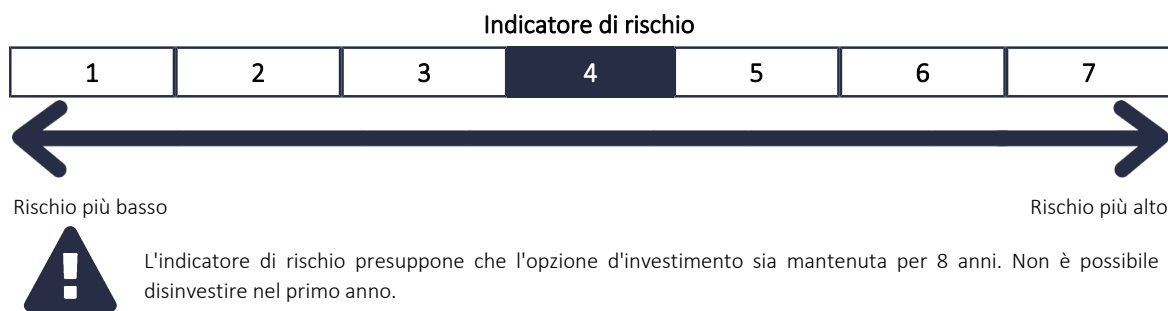 Indicatore di rischio
1 2 3 4 5 6 7
Rischio più basso Rischio più alto
L'indicatore di rischio presuppone che l'opzione d'investimento sia mantenuta per 8 anni. Non è possibile
disinvestire nel primo anno.